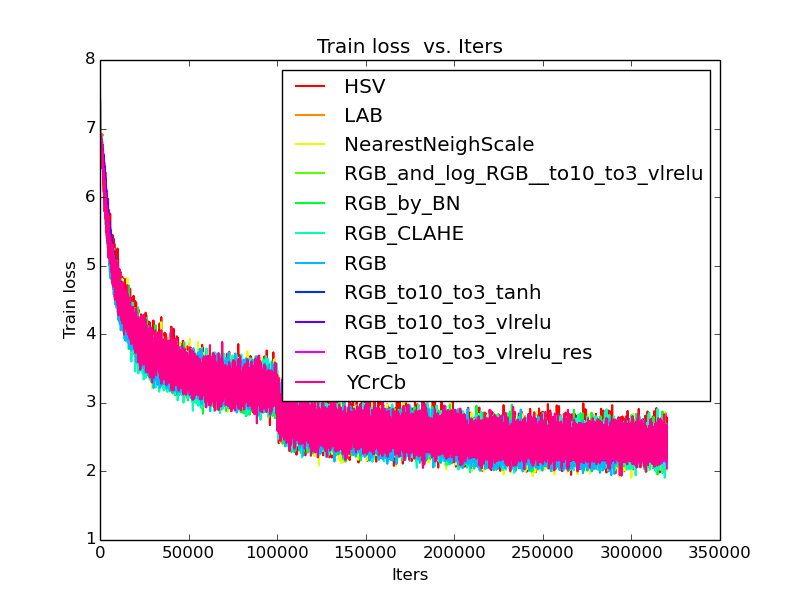 Train loss  vs. Iters
8
7
6
5
4
3
2
1
Train loss
HSV
LAB
NearestNeighScale
RGB_and_log_RGB__to10_to3_vlrelu
RGB_by_BN
RGB_CLAHE
RGB
RGB_to10_to3_tanh
RGB_to10_to3_vlrelu
RGB_to10_to3_vlrelu_res
YCrCb
0 50000 100000 150000 200000 250000 300000 350000
Iters